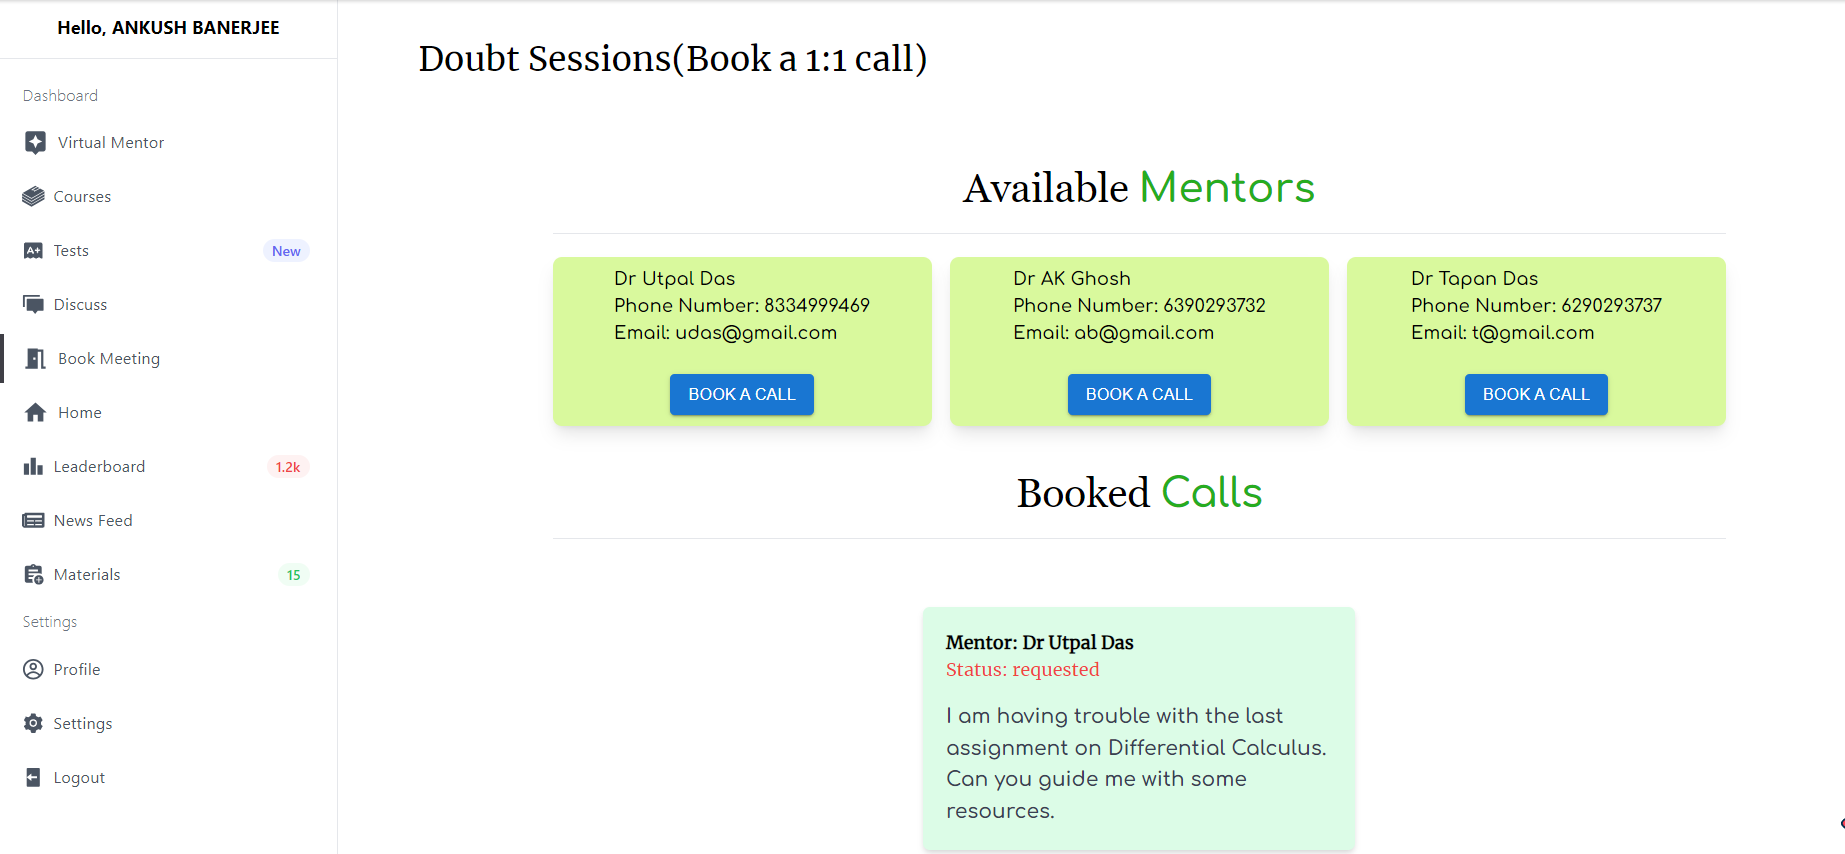 Hello, ANKUSH BANERJEE
Dashboard
Virtual Mentor
Courses
A+
Tests
New
Discuss
Book Meeting
Home
Leaderboard
1.2k
News Feed
Materials
15
Settings
Profile
Settings
Logout
Doubt Sessions(Book a 1:1 call)
Available Mentors
Dr Utpal Das
Phone Number: 8334999469
Email: udas@gmail.com
BOOK A CALL
Dr AK Ghosh
Phone Number: 6390293732
Email: ab@gmail.com
BOOK A CALL
Dr Tapan Das
Phone Number: 6290293737
Email: t@gmail.com
BOOK A CALL
Booked Calls
Mentor: Dr Utpal Das
Status: requested
I am having trouble with the last
assignment on Differential Calculus.
Can you guide me with some
resources.